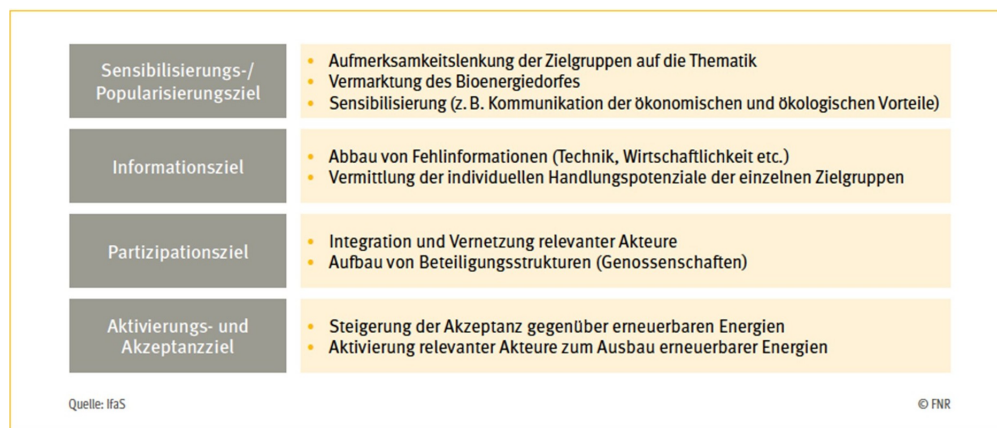 Sensibilisierungs-/
Popularisierungsziel
• Aufmerksamkeitslenkung der Zielgruppen auf die Thematik
• Vermarktung des Bioenergiedorfes
• Sensibilisierung (z. B. Kommunikation der ökonomischen und ökologischen Vorteile)
Informationsziel
• Abbau von Fehlinformationen (Technik, Wirtschaftlichkeit etc.)
• Vermittlung der individuellen Handlungspotenziale der einzelnen Zielgruppen
Partizipationsziel
• Integration und Vernetzung relevanter Akteure
• Aufbau von Beteiligungsstrukturen (Genossenschaften)
Aktivierungs- und
Akzeptanzziel
• Steigerung der Akzeptanz gegenüber erneuerbaren Energien
• Aktivierung relevanter Akteure zum Ausbau erneuerbarer Energien
Quelle: IfaS
© FNR